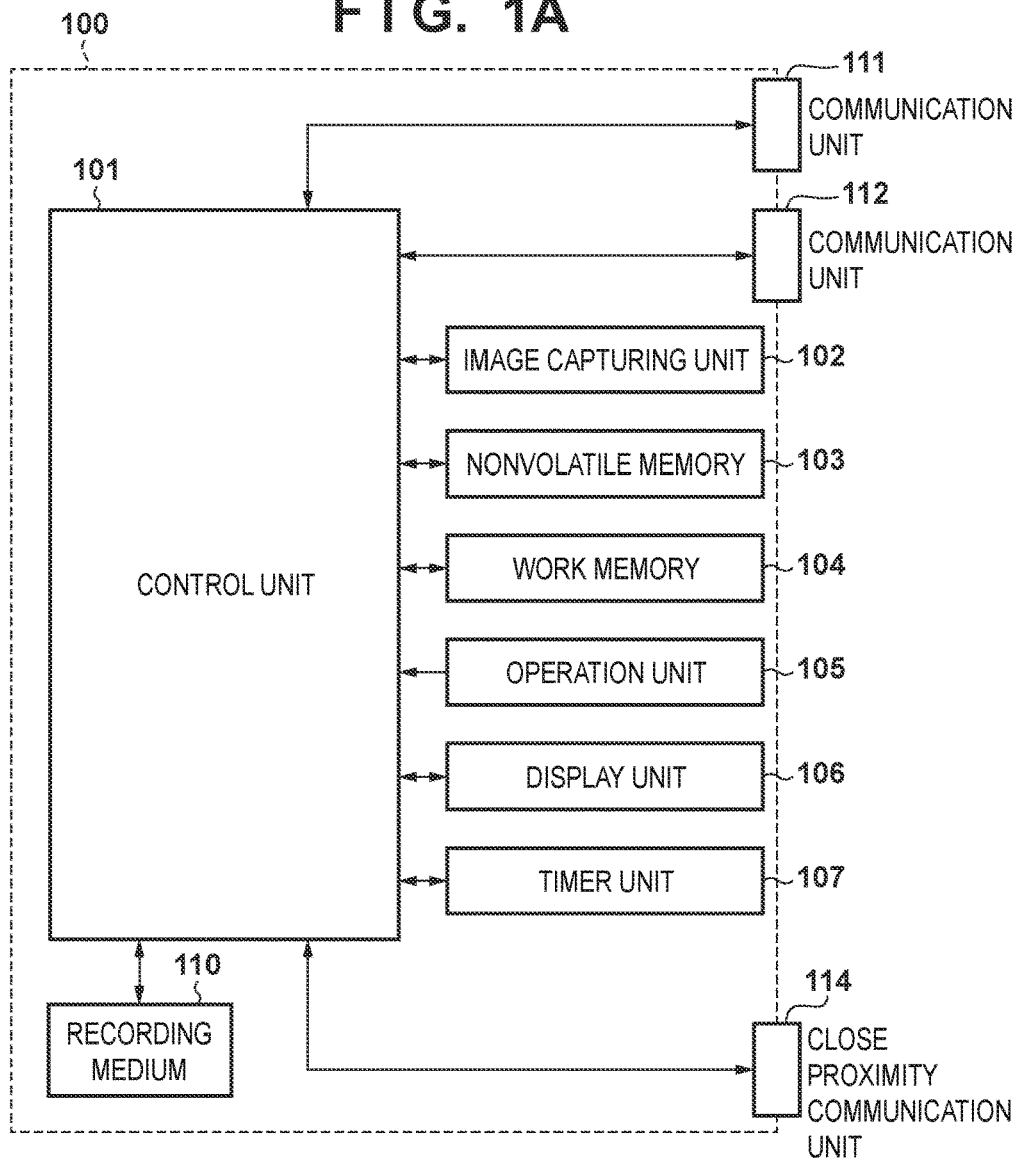 FIG. 1A
100
111
COMMUNICATION
UNIT
101
112
COMMUNICATION
UNIT
IMAGE CAPTURING UNIT
102
NONVOLATILE MEMORY
103
CONTROL UNIT
WORK MEMORY
104
OPERATION UNIT
105
DISPLAY UNIT
106
TIMER UNIT
107
110
RECORDING
MEDIUM
114
CLOSE
PROXIMITY
COMMUNICATION
UNIT